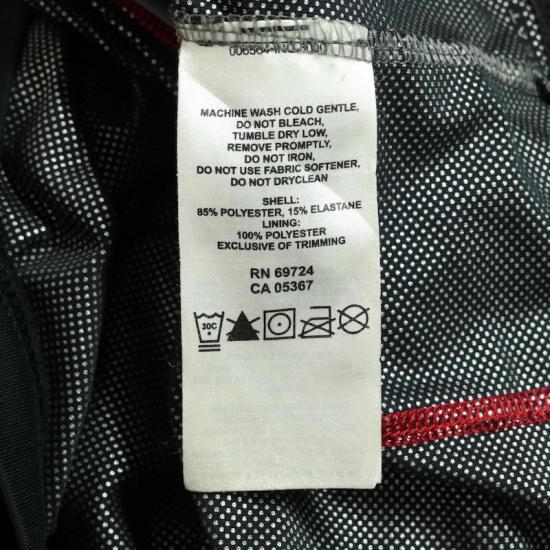 MACHINE WASH COLD GENTLE,
DO NOT BLEACH,
TUMBLE DRY LOW,
REMOVE PROMPTLY,
DO NOT IRON,
DO NOT USE FABRIC SOFTENER,
DO NOT DRYCLEAN
SHELL:
85% POLYESTER, 15% ELASTANE
LINING:
100% POLYESTER
EXCLUSIVE OF TRIMMING
RN 69724
CA 05367
30C